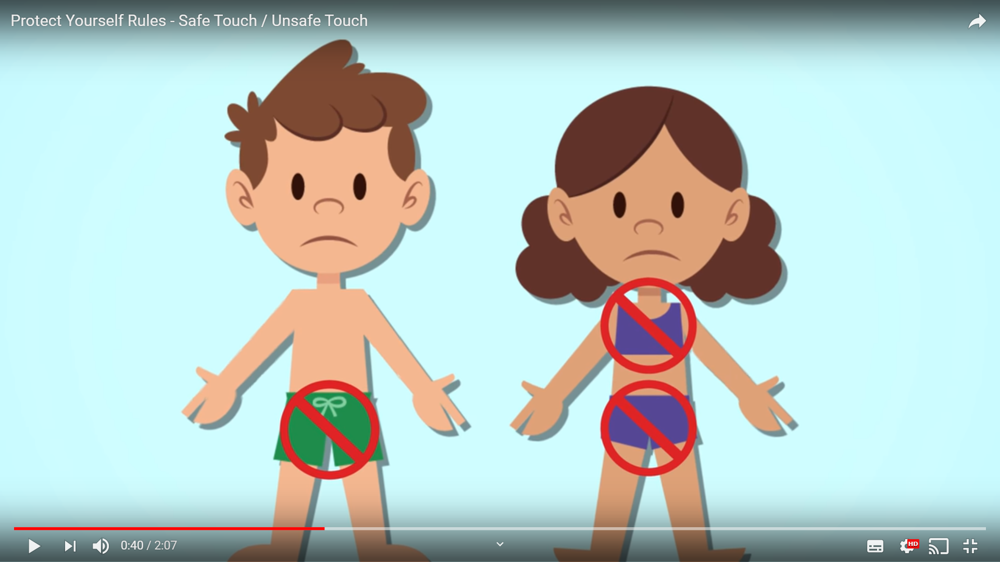 Protect Yourself Rules - Safe Touch / Unsafe Touch
0:40 / 2:07
HD